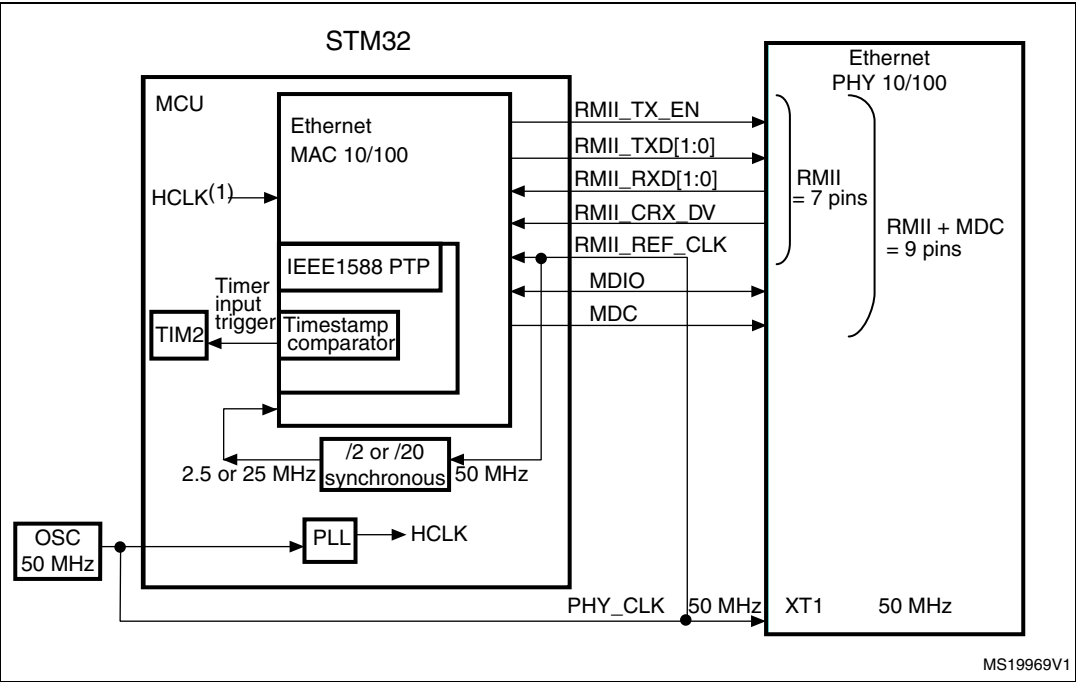 STM32
MCU
Ethernet
MAC 10/100
HCLK(1)
IEEE1588 PTP
Timer
input
trigger
TIM2
Timestamp
comparator
/2 or /20
synchronous
2.5 or 25 MHz
50 MHz
OSC
50 MHz
PLL
HCLK
RMII_TX_EN
RMII_TXD[1:0]
RMII_RXD[1:0]
RMII_CRX_DV
RMII_REF_CLK
MDIO
MDC
Ethernet
PHY 10/100
RMII
= 7 pins
RMII + MDC
= 9 pins
PHY_CLK 50 MHz
XT1 50 MHz
MS19969V1